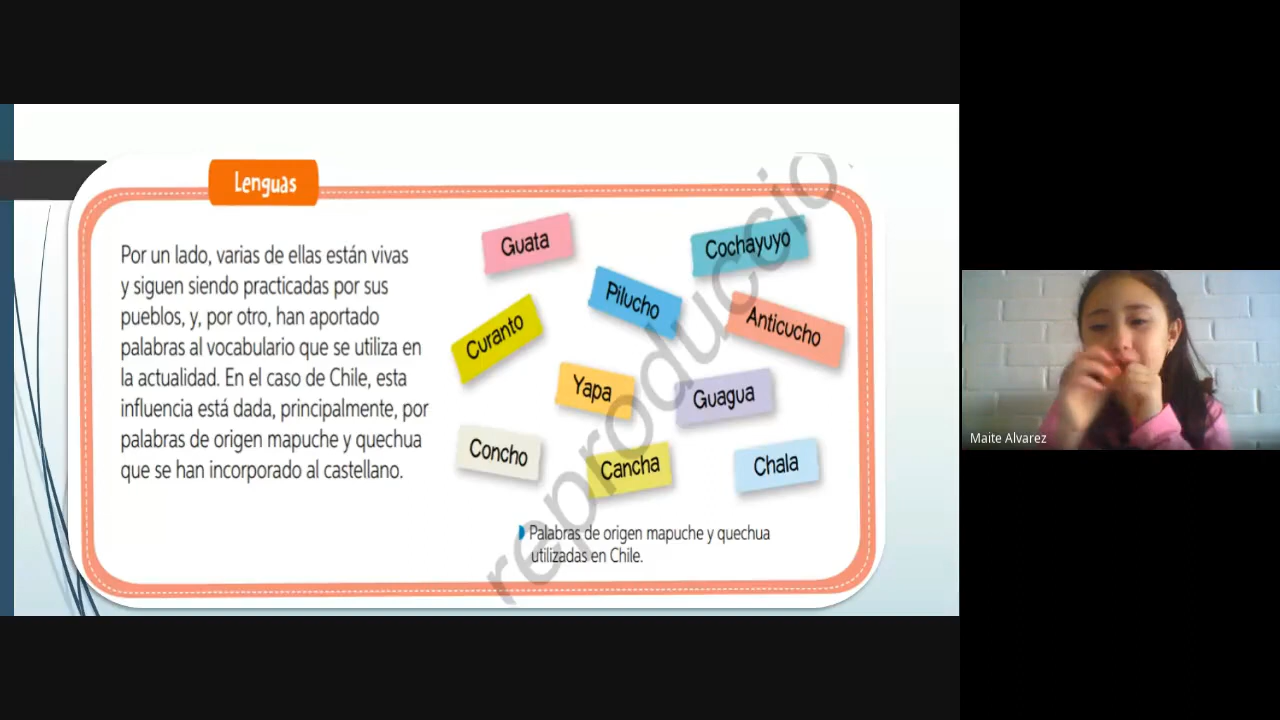 Lenguas
Por un lado, varias de ellas están vivas
y siguen siendo practicadas por sus
pueblos, y, por otro, han aportado
palabras al vocabulario que se utiliza en
la actualidad. En el caso de Chile, esta
influencia está dada, principalmente, por
palabras de origen mapuche y quechua
que se han incorporado al castellano.
Guata
Cochayuyo
Pilucho
Curanto
Anticucho
Yapa
Guagua
Concho
Cancha
Chala
Palabras de origen mapuche y quechua
utilizadas en Chile.
reproduccio
Maite Alvarez